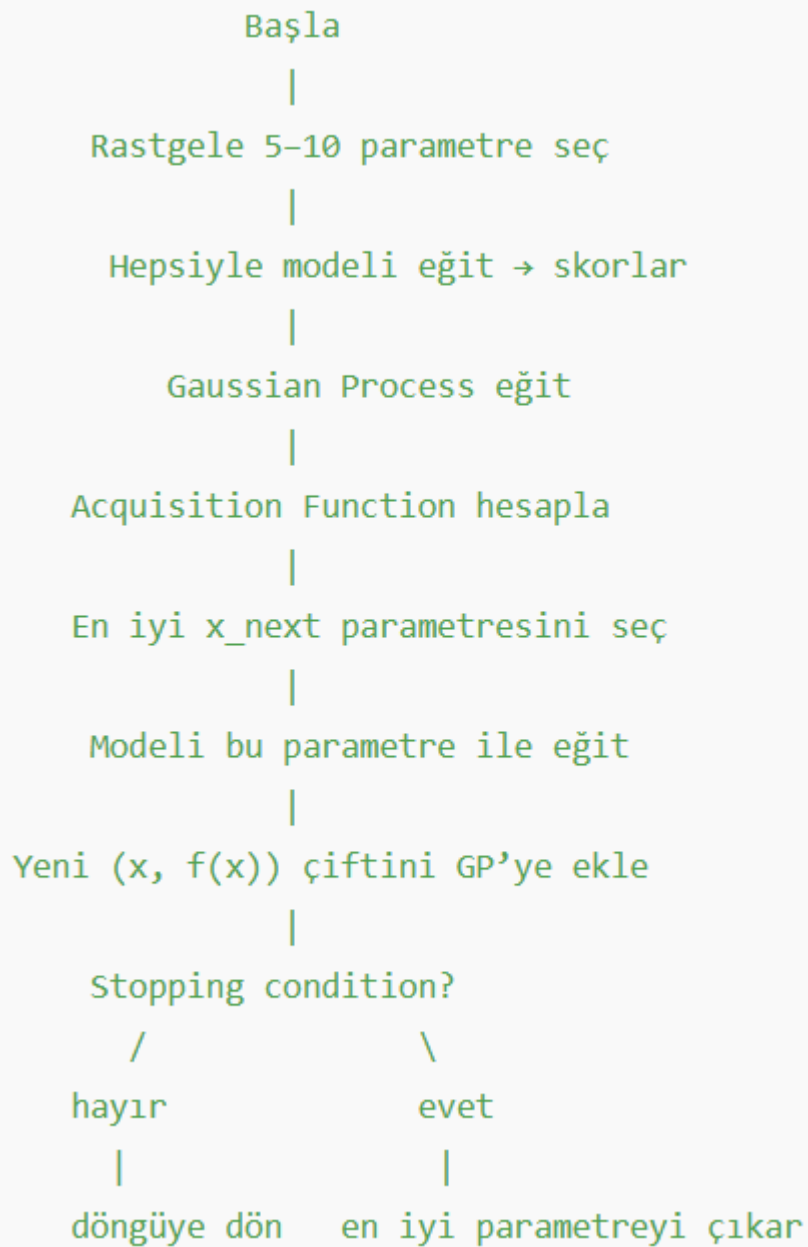 Başla
|
Rastgele 5–10 parametre seç
|
Hepsiyle modeli eğit → skorlar
|
Gaussian Process eğit
|
Acquisition Function hesapla
|
En iyi x_next parametresini seç
|
Modeli bu parametre ile eğit
|
Yeni (x, f(x)) çiftini GP’ye ekle
|
Stopping condition?
/ \
hayır evet
| |
döngüye dön en iyi parametreyi çıkar